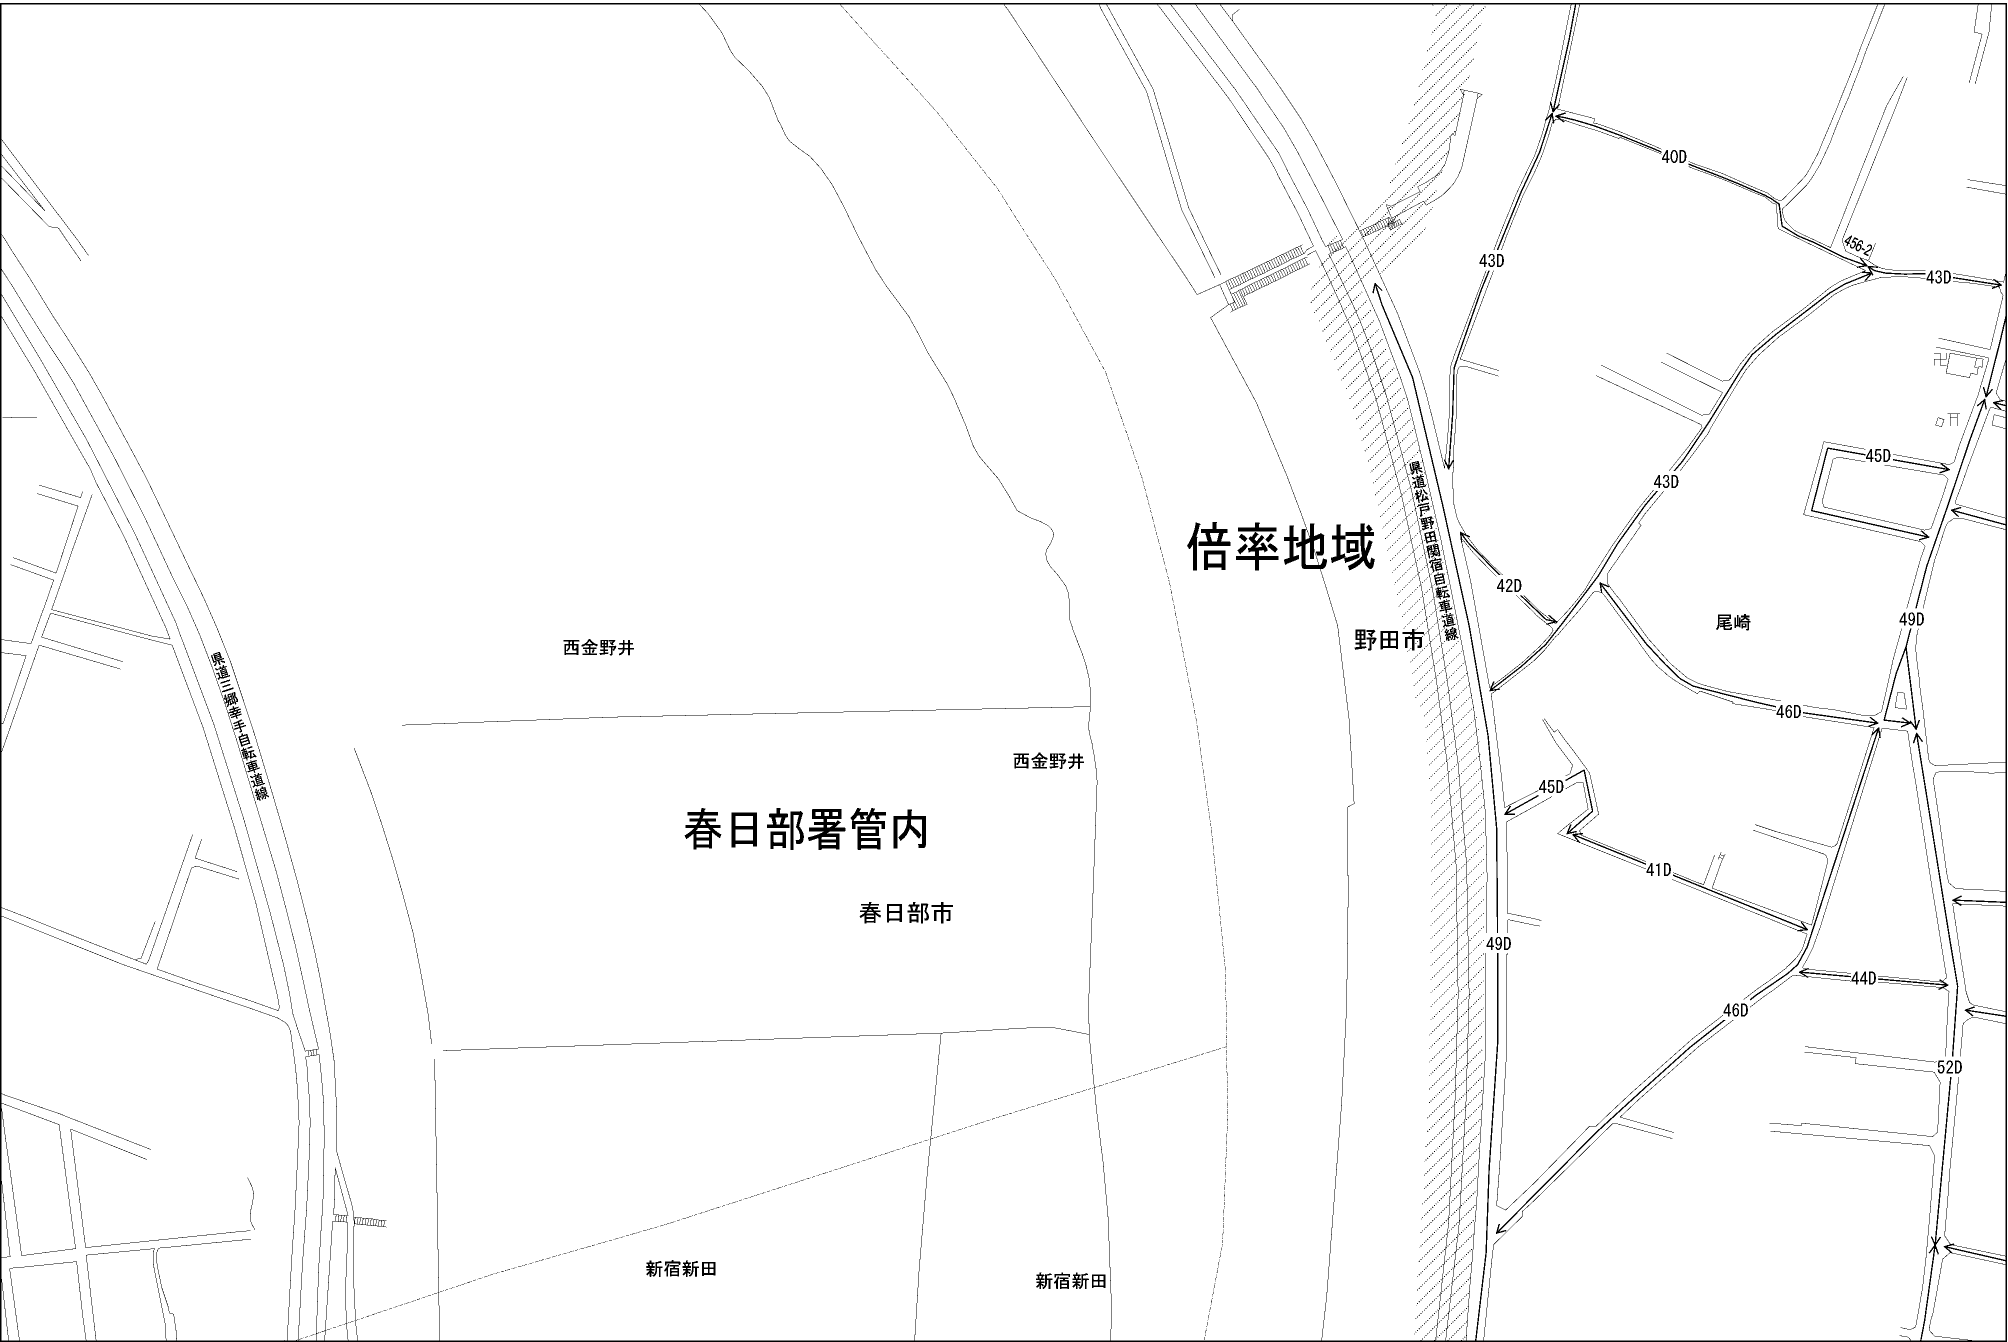 40D
456-2
43D
43D
45D
43D
県道松戸野田関宿自転車道線
倍率地域
42D
尾崎
49D
野田市
西金野井
県道三郷幸手自転車道線
46D
西金野井
45D
春日部署管内
41D
春日部市
49D
44D
46D
52D
新宿新田
新宿新田